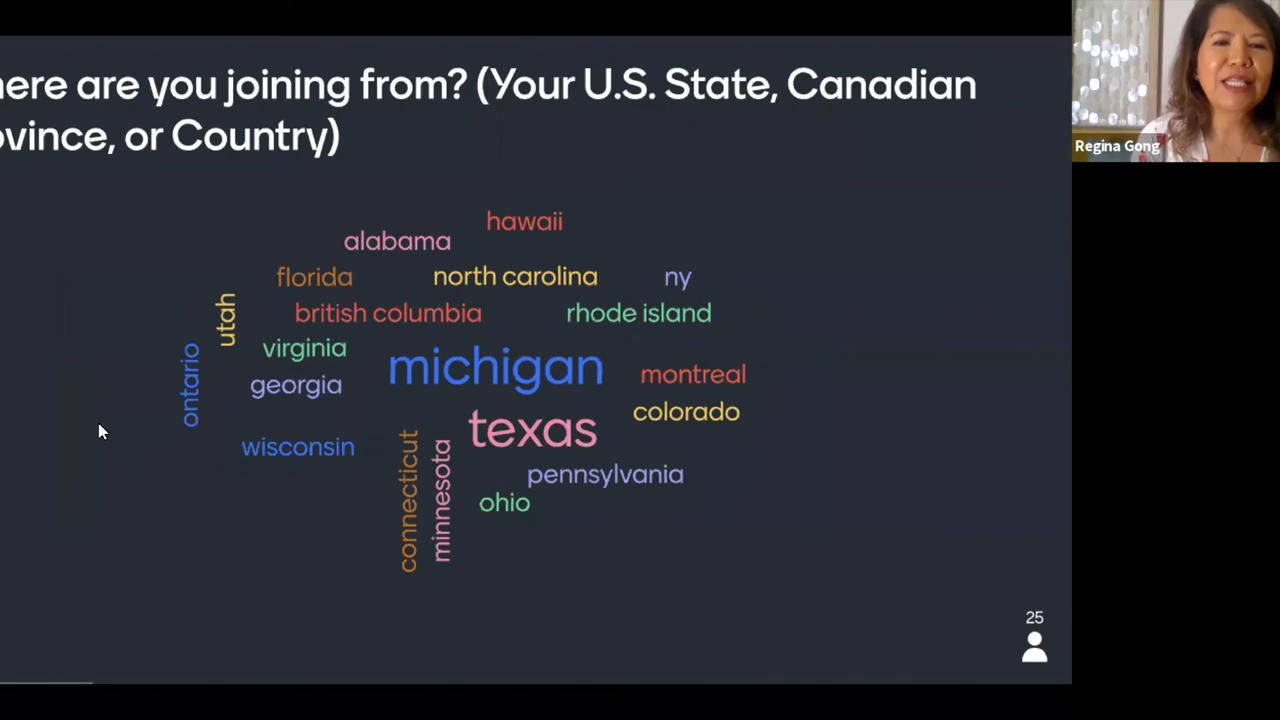 here are you joining from? (Your U.S. State, Canadian
ovince, or Country)
Regina Gong
hawaii
alabama
florida
north carolina
ny
utah
british columbia
rhode island
virginia
michigan
montreal
ontario
georgia
colorado
texas
wisconsin
connecticut
minnesota
pennsylvania
ohio
25